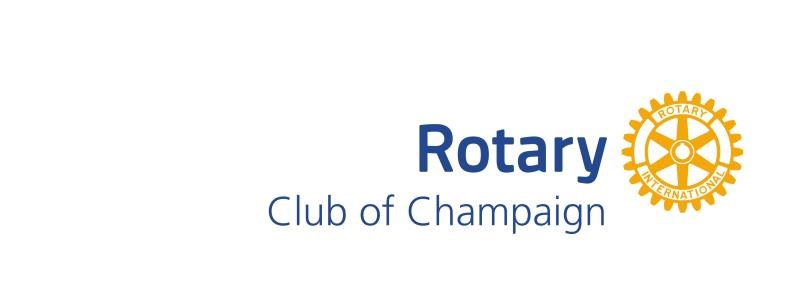 Rotary
Club of Champaign
ROTARY
INTERNATIONAL